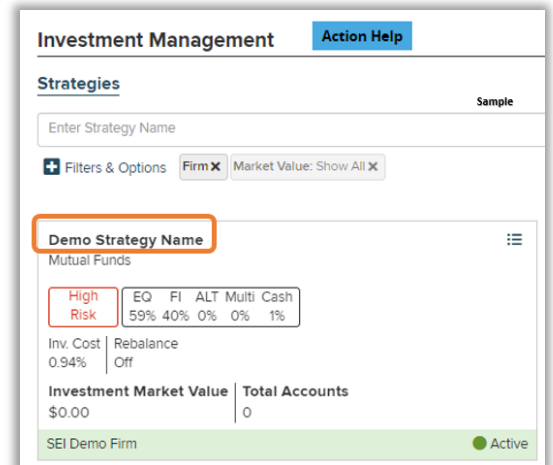 Investment Management Action Help
Strategies
Sample
Enter Strategy Name
Filters & Options Firm x Market Value: Show All x
Demo Strategy Name
Mutual Funds
High Risk
EQ FI ALT Multi Cash
59% 40% 0% 0% 1%
Inv. Cost Rebalance
0.94% Off
Investment Market Value Total Accounts
$0.00 0
SEI Demo Firm Active